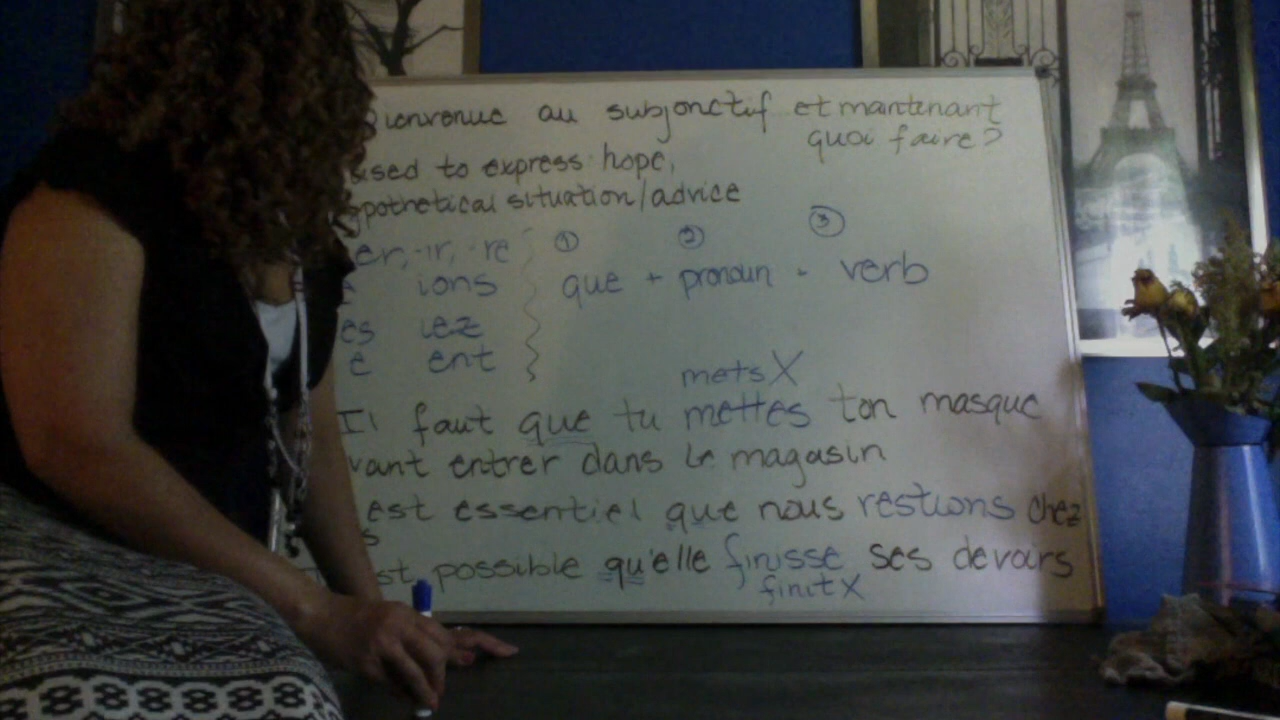 Bienvenue au subjonctif et maintenant
quoi faire?
used to express: hope,
ypothetical situation/advice
er, -ir, -re
① ② ③
que + pronoun + verb
e ions
es iez
e ent
mets X
Il faut que tu mettes ton masque
vant entrer dans le magasin
est essentiel que nous restions chez
s
st possible qu'elle finisse ses devoirs
finit X